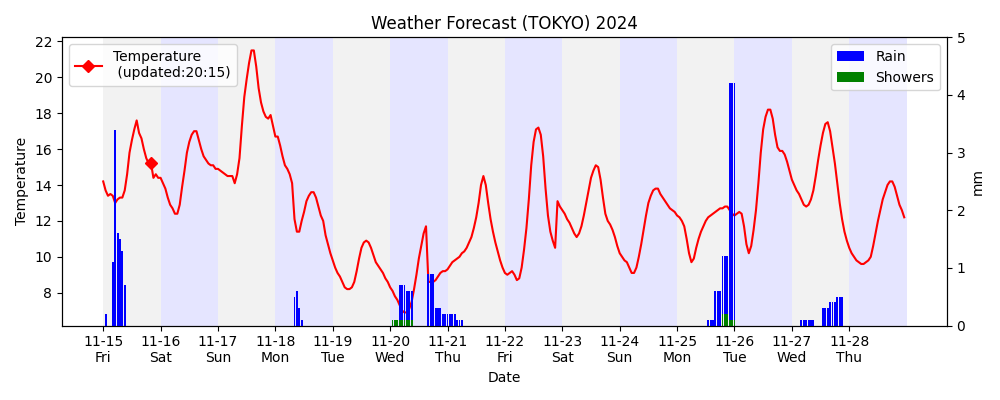 Weather Forecast (TOKYO) 2024
Temperature
(updated:20:15)
Rain
Showers
Temperature
22
20
18
16
14
12
10
8
5
4
3
2
1
0
mm
11-15 11-16 11-17 11-18 11-19 11-20 11-21 11-22 11-23 11-24 11-25 11-26 11-27 11-28
Fri Sat Sun Mon Tue Wed Thu Fri Sat Sun Mon Tue Wed Thu
Date